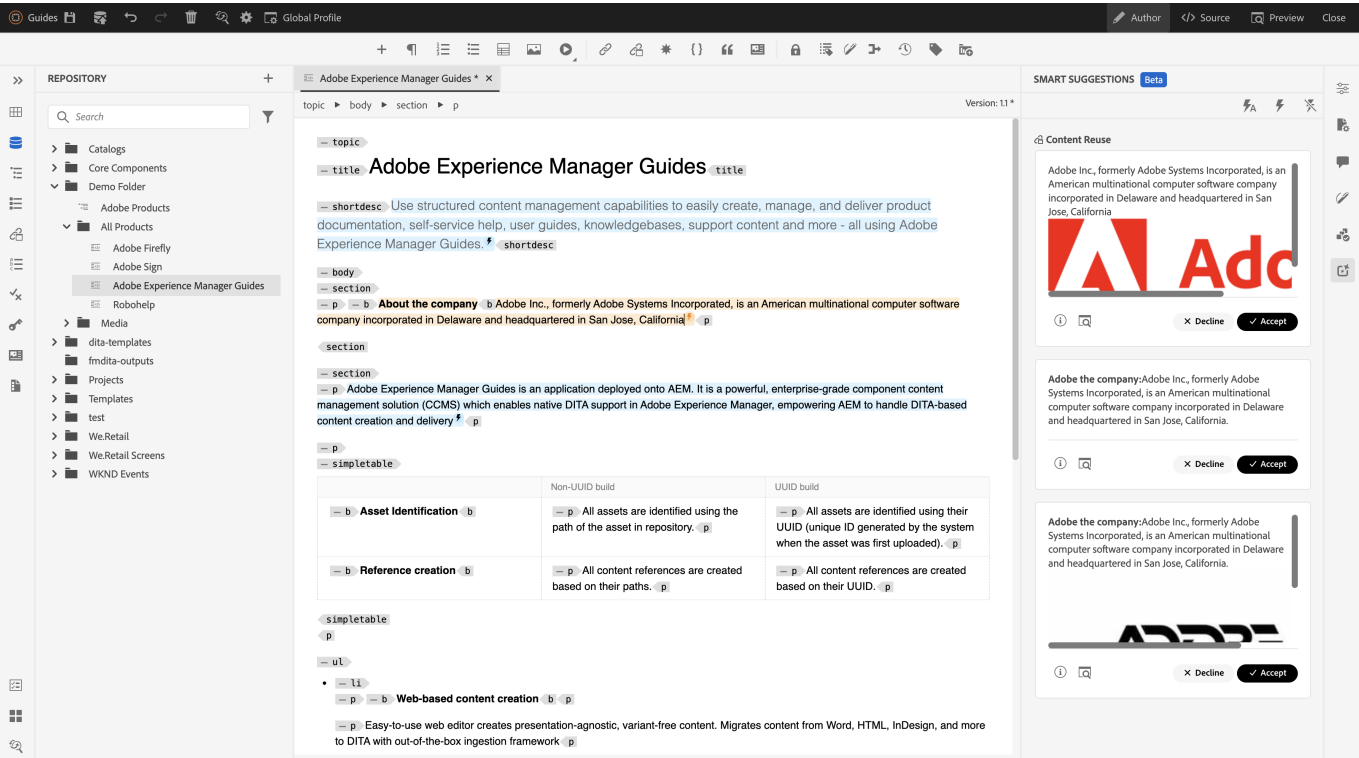 Guides
Global Profile
Author
Source
Preview
Close
REPOSITORY
Search
Catalogs
Core Components
Demo Folder
Adobe Products
All Products
Adobe Firefly
Adobe Sign
Adobe Experience Manager Guides
Robohelp
Media
dita-templates
fmdita-outputs
Projects
Templates
test
We.Retail
We.Retail Screens
WKND Events
Adobe Experience Manager Guides *
topic body section p
Version: 1.1 *
topic
title Adobe Experience Manager Guides title
shortdesc Use structured content management capabilities to easily create, manage, and deliver product
documentation, self-service help, user guides, knowledgebases, support content and more - all using Adobe
Experience Manager Guides. shortdesc
body
section
p b About the company b Adobe Inc., formerly Adobe Systems Incorporated, is an American multinational computer software
company incorporated in Delaware and headquartered in San Jose, California p
section
section
p Adobe Experience Manager Guides is an application deployed onto AEM. It is a powerful, enterprise-grade component content
management solution (CCMS) which enables native DITA support in Adobe Experience Manager, empowering AEM to handle DITA-based
content creation and delivery p
p
simpletable
Non-UUID build
UUID build
b Asset Identification b
p All assets are identified using the
path of the asset in repository. p
p All assets are identified using their
UUID (unique ID generated by the system
when the asset was first uploaded). p
b Reference creation b
p All content references are created
based on their paths. p
p All content references are created
based on their UUID. p
simpletable
p
ul
li
p b Web-based content creation b p
p Easy-to-use web editor creates presentation-agnostic, variant-free content. Migrates content from Word, HTML, InDesign, and more
to DITA with out-of-the-box ingestion framework p
SMART SUGGESTIONS Beta
Content Reuse
Adobe Inc., formerly Adobe Systems Incorporated, is an
American multinational computer software company
incorporated in Delaware and headquartered in San
Jose, California
Adc
Decline
Accept
Adobe the company:Adobe Inc., formerly Adobe
Systems Incorporated, is an American multinational
computer software company incorporated in Delaware
and headquartered in San Jose, California.
Decline
Accept
Adobe the company:Adobe Inc., formerly Adobe
Systems Incorporated, is an American multinational
computer software company incorporated in Delaware
and headquartered in San Jose, California.
Decline
Accept